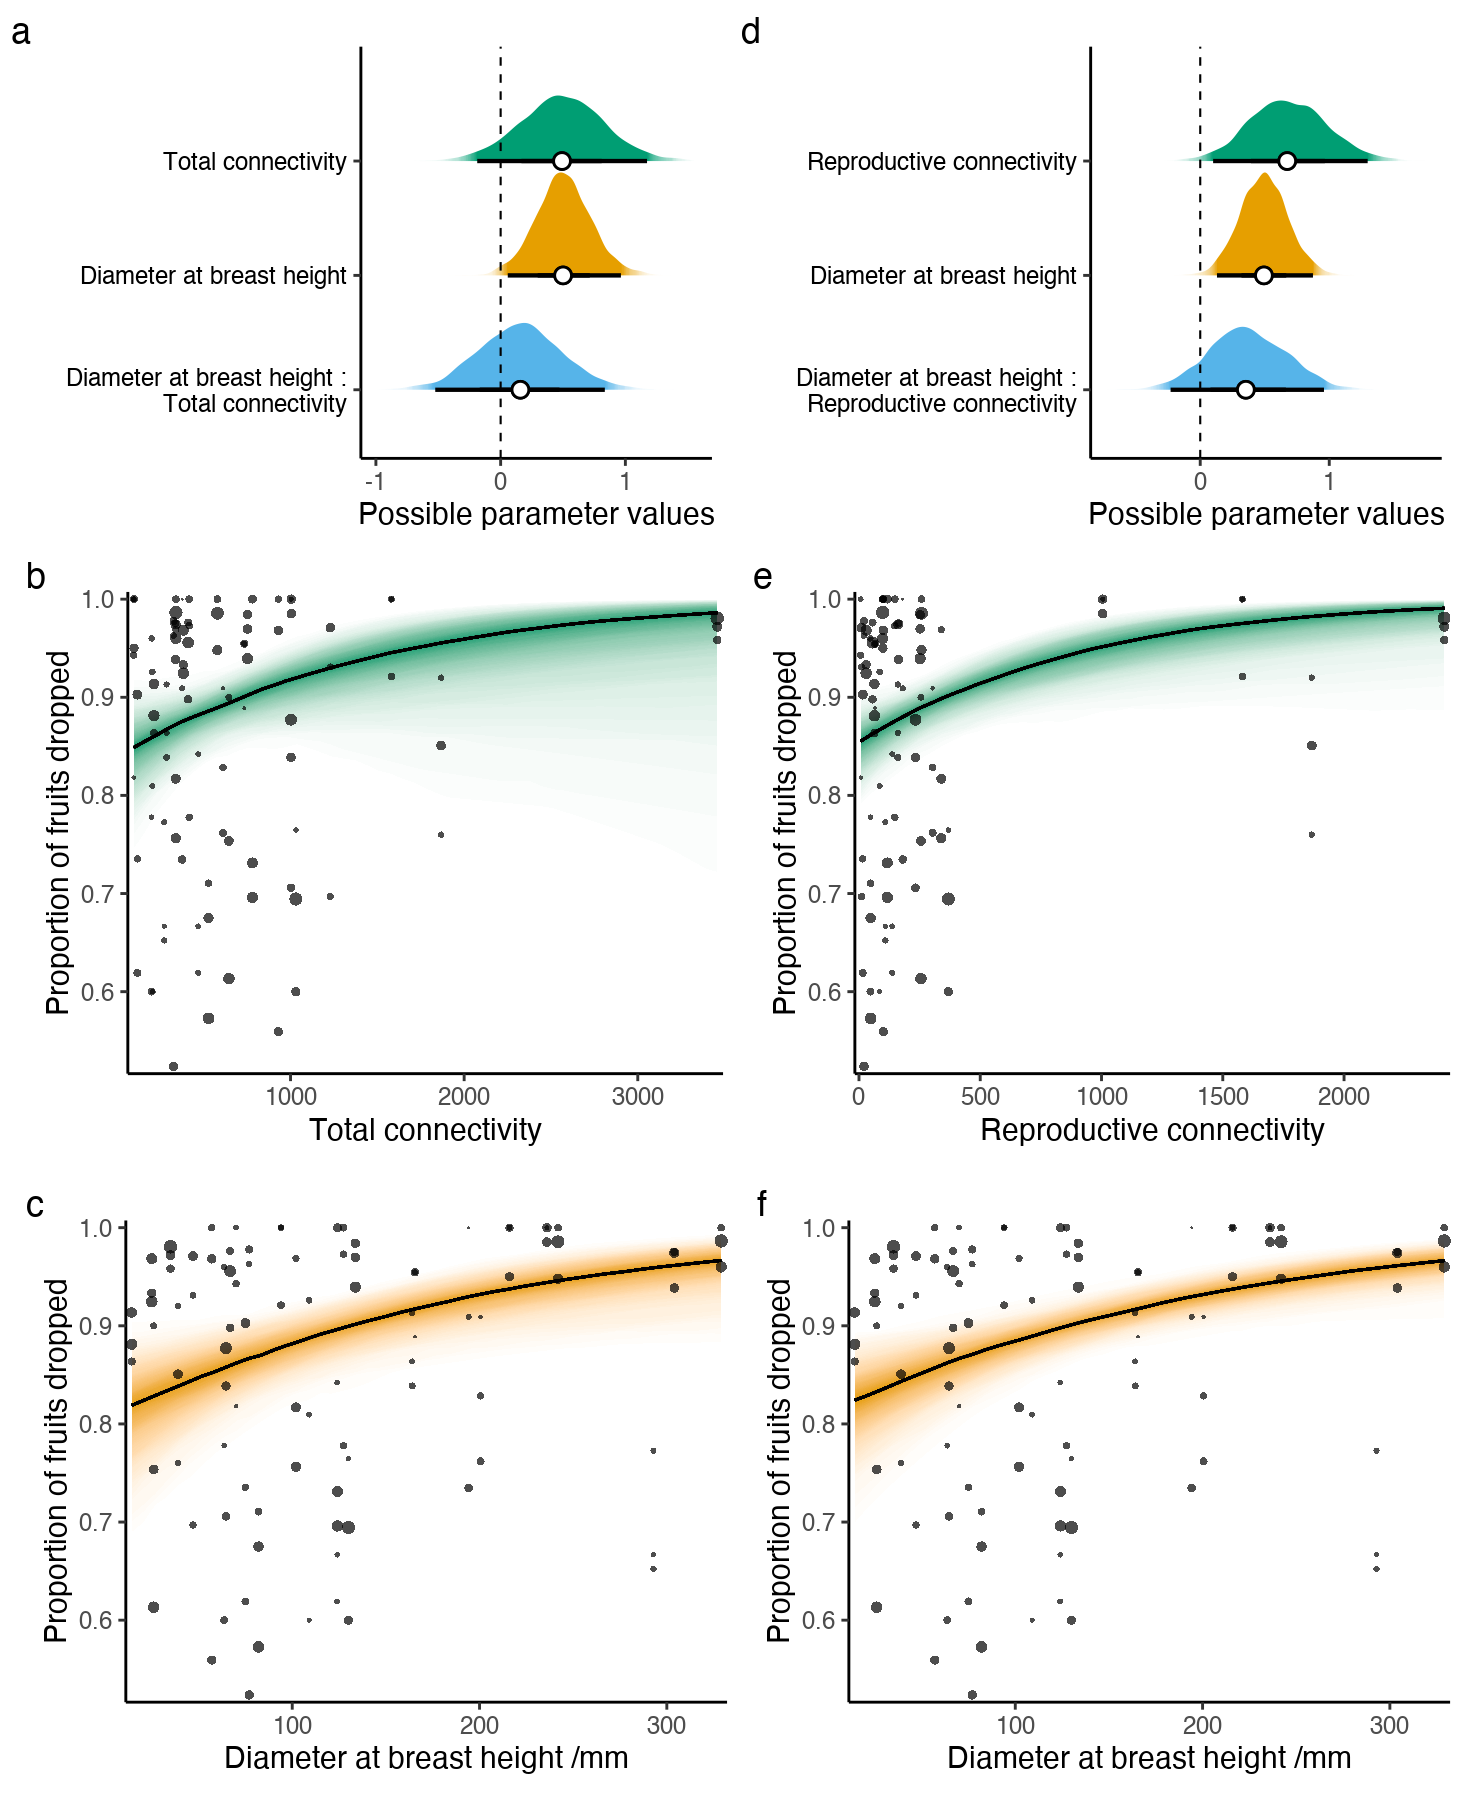 a
Total connectivity
Diameter at breast height
Diameter at breast height :
Total connectivity
-1 0 1
Possible parameter values
d
Reproductive connectivity
Diameter at breast height
Diameter at breast height :
Reproductive connectivity
0 1
Possible parameter values
b
Proportion of fruits dropped
1.0
0.9
0.8
0.7
0.6
1000 2000 3000
Total connectivity
e
Proportion of fruits dropped
1.0
0.9
0.8
0.7
0.6
0 500 1000 1500 2000
Reproductive connectivity
c
Proportion of fruits dropped
1.0
0.9
0.8
0.7
0.6
100 200 300
Diameter at breast height /mm
f
Proportion of fruits dropped
1.0
0.9
0.8
0.7
0.6
100 200 300
Diameter at breast height /mm